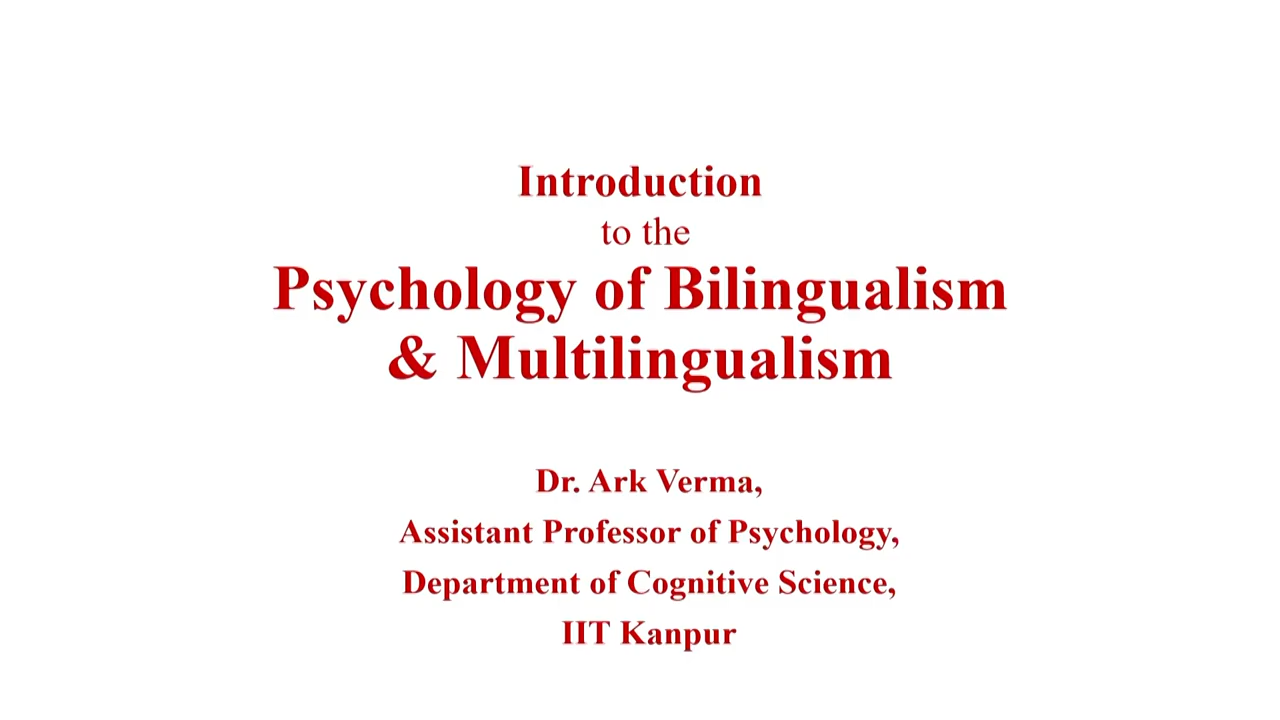 Introduction
to the
Psychology of Bilingualism
& Multilingualism
Dr. Ark Verma,
Assistant Professor of Psychology,
Department of Cognitive Science,
IIT Kanpur